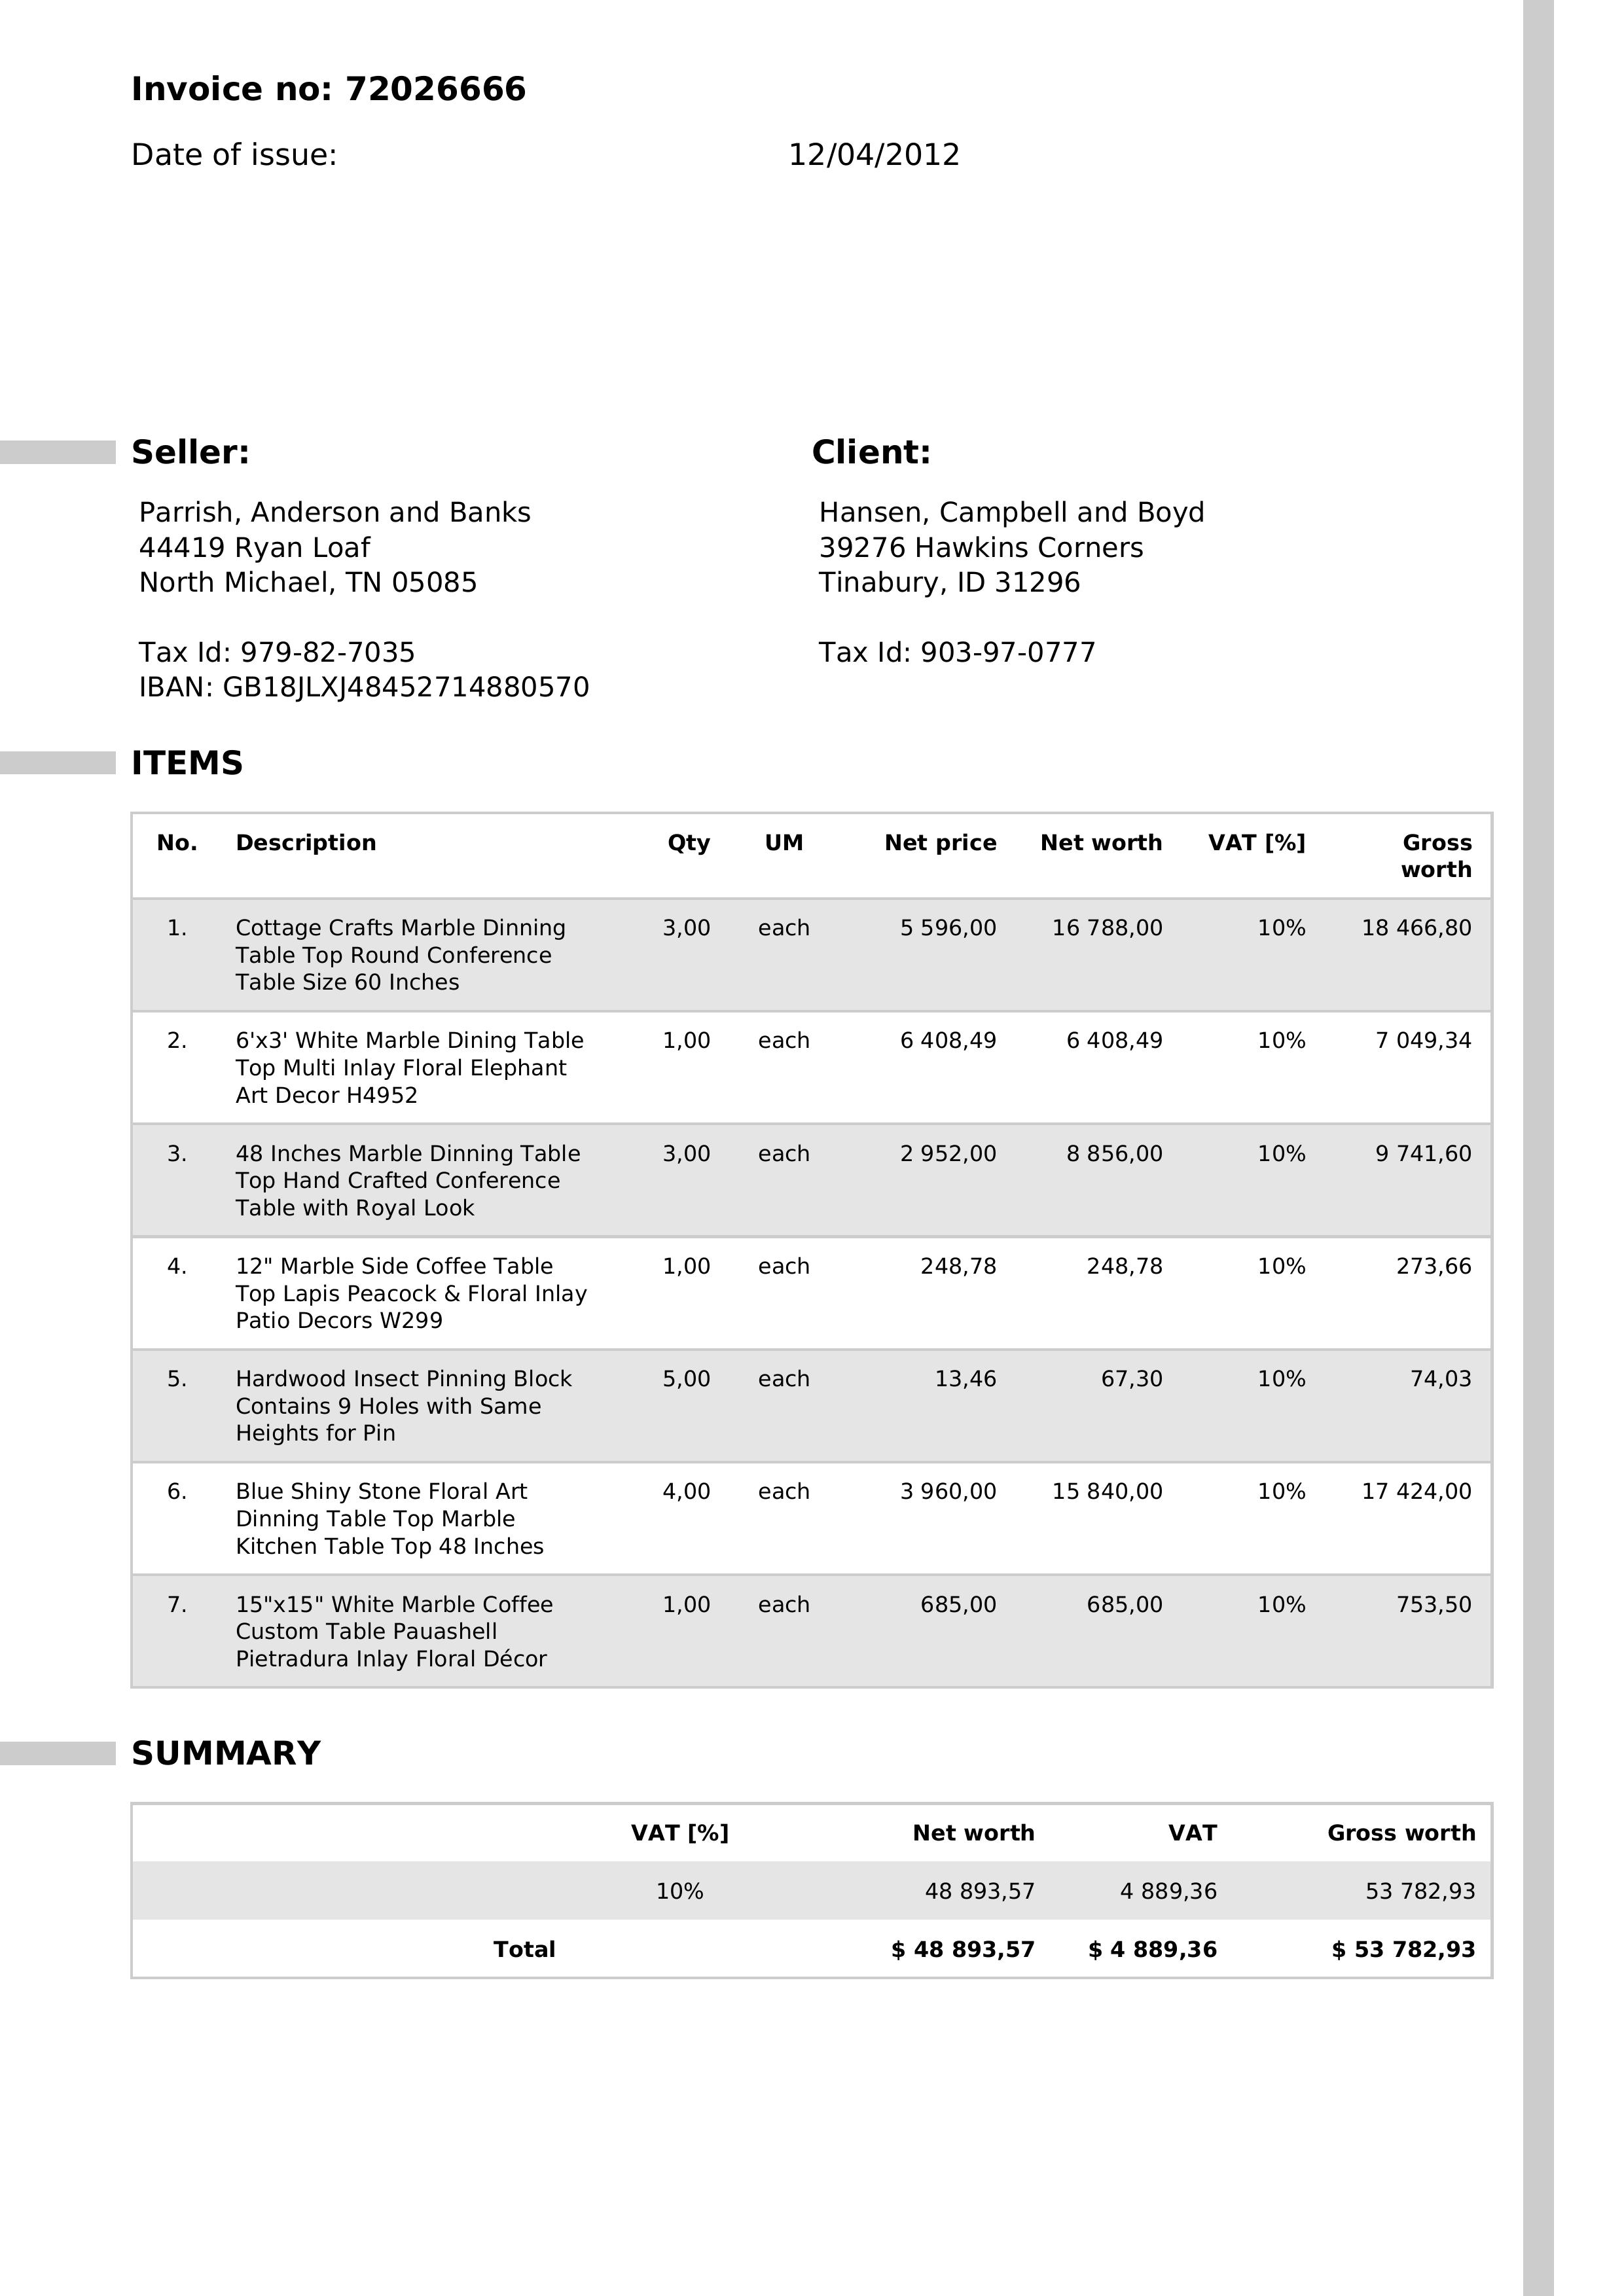 Invoice no: 72026666
Date of issue: 12/04/2012
Seller:
Parrish, Anderson and Banks
44419 Ryan Loaf
North Michael, TN 05085
Tax Id: 979-82-7035
IBAN: GB18JLXJ48452714880570
Client:
Hansen, Campbell and Boyd
39276 Hawkins Corners
Tinabury, ID 31296
Tax Id: 903-97-0777
ITEMS
No. Description Qty UM Net price Net worth VAT [%] Gross
worth
1. Cottage Crafts Marble Dinning 3,00 each 5 596,00 16 788,00 10% 18 466,80
Table Top Round Conference
Table Size 60 Inches
2. 6'x3' White Marble Dining Table 1,00 each 6 408,49 6 408,49 10% 7 049,34
Top Multi Inlay Floral Elephant
Art Decor H4952
3. 48 Inches Marble Dinning Table 3,00 each 2 952,00 8 856,00 10% 9 741,60
Top Hand Crafted Conference
Table with Royal Look
4. 12" Marble Side Coffee Table 1,00 each 248,78 248,78 10% 273,66
Top Lapis Peacock & Floral Inlay
Patio Decors W299
5. Hardwood Insect Pinning Block 5,00 each 13,46 67,30 10% 74,03
Contains 9 Holes with Same
Heights for Pin
6. Blue Shiny Stone Floral Art 4,00 each 3 960,00 15 840,00 10% 17 424,00
Dinning Table Top Marble
Kitchen Table Top 48 Inches
7. 15"x15" White Marble Coffee 1,00 each 685,00 685,00 10% 753,50
Custom Table Pauashell
Pietradura Inlay Floral Décor
SUMMARY
VAT [%] Net worth VAT Gross worth
10% 48 893,57 4 889,36 53 782,93
Total $ 48 893,57 $ 4 889,36 $ 53 782,93